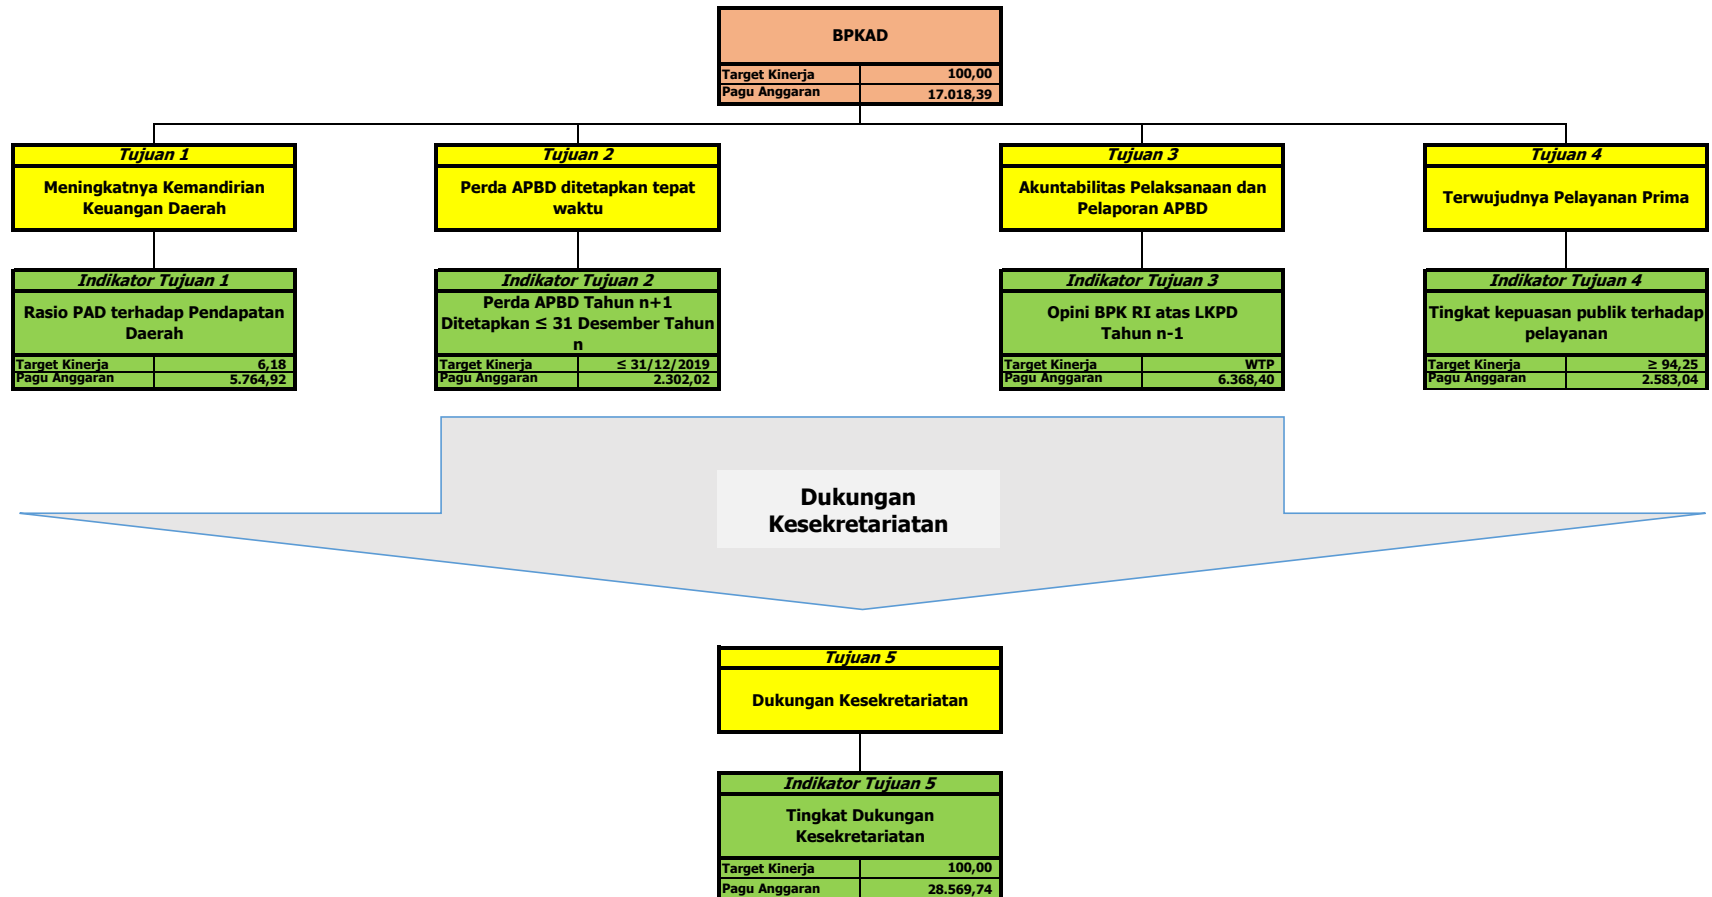 BPKAD
Target Kinerja 100,00
Pagu Anggaran 17.018,39
Tujuan 1
Meningkatnya Kemandirian
Keuangan Daerah
Tujuan 2
Perda APBD ditetapkan tepat
waktu
Tujuan 3
Akuntabilitas Pelaksanaan dan
Pelaporan APBD
Tujuan 4
Terwujudnya Pelayanan Prima
Indikator Tujuan 1
Rasio PAD terhadap Pendapatan
Daerah
Target Kinerja 6,18
Pagu Anggaran 5.764,92
Indikator Tujuan 2
Perda APBD Tahun n+1
Ditetapkan ≤ 31 Desember Tahun
n
Target Kinerja ≤ 31/12/2019
Pagu Anggaran 2.302,02
Indikator Tujuan 3
Opini BPK RI atas LKPD
Tahun n-1
Target Kinerja WTP
Pagu Anggaran 6.368,40
Indikator Tujuan 4
Tingkat kepuasan publik terhadap
pelayanan
Target Kinerja ≥ 94,25
Pagu Anggaran 2.583,04
Dukungan
Kesekretariatan
Tujuan 5
Dukungan Kesekretariatan
Indikator Tujuan 5
Tingkat Dukungan
Kesekretariatan
Target Kinerja 100,00
Pagu Anggaran 28.569,74